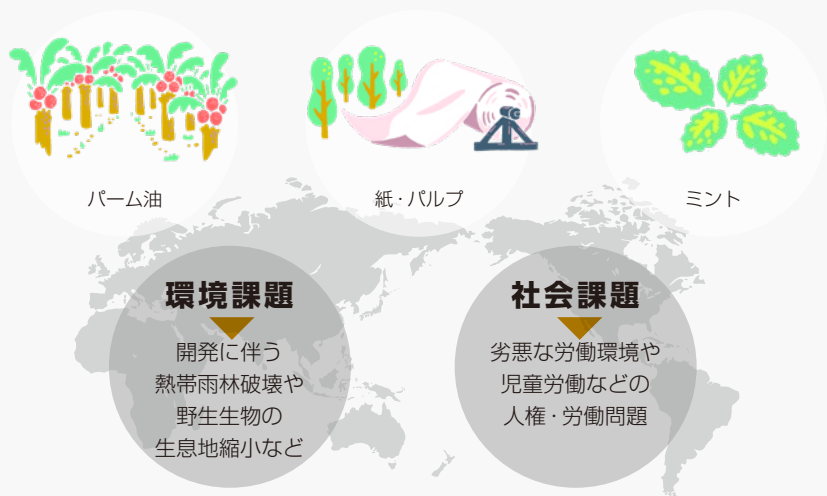 パーム油
紙・パルプ
ミント
環境課題
開発に伴う
熱帯雨林破壊や
野生生物の
生息地縮小など
社会課題
劣悪な労働環境や
児童労働などの
人権・労働問題